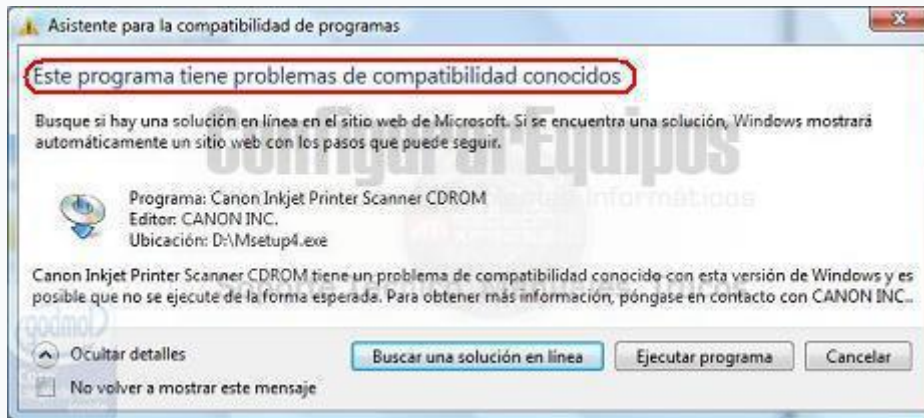 Asistente para la compatibilidad de programas
Este programa tiene problemas de compatibilidad conocidos
Busque si hay una solución en línea en el sitio web de Microsoft. Si se encuentra una solución, Windows mostrará
automáticamente un sitio web con los pasos que puede seguir.
Configurar Equipos
Programa: Canon Inkjet Printer Scanner CDROM
Informáticos
Editor: CANON INC.
Ubicación: D:\Msetup4.exe
Canon Inkjet Printer Scanner CDROM tiene un problema de compatibilidad conocido con esta versión de Windows y es
posible que no se ejecute de la forma esperada. Para obtener más información, póngase en contacto con CANON INC..
Ocultar detalles
Buscar una solución en línea
Ejecutar programa
Cancelar
No volver a mostrar este mensaje